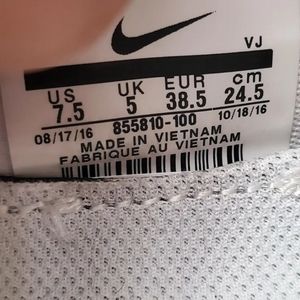 VJ
US UK EUR cm
7.5 5 38.5 24.5
08/17/16 855810-100 10/18/16
MADE IN VIETNAM
FABRIQUE AU VIETNAM